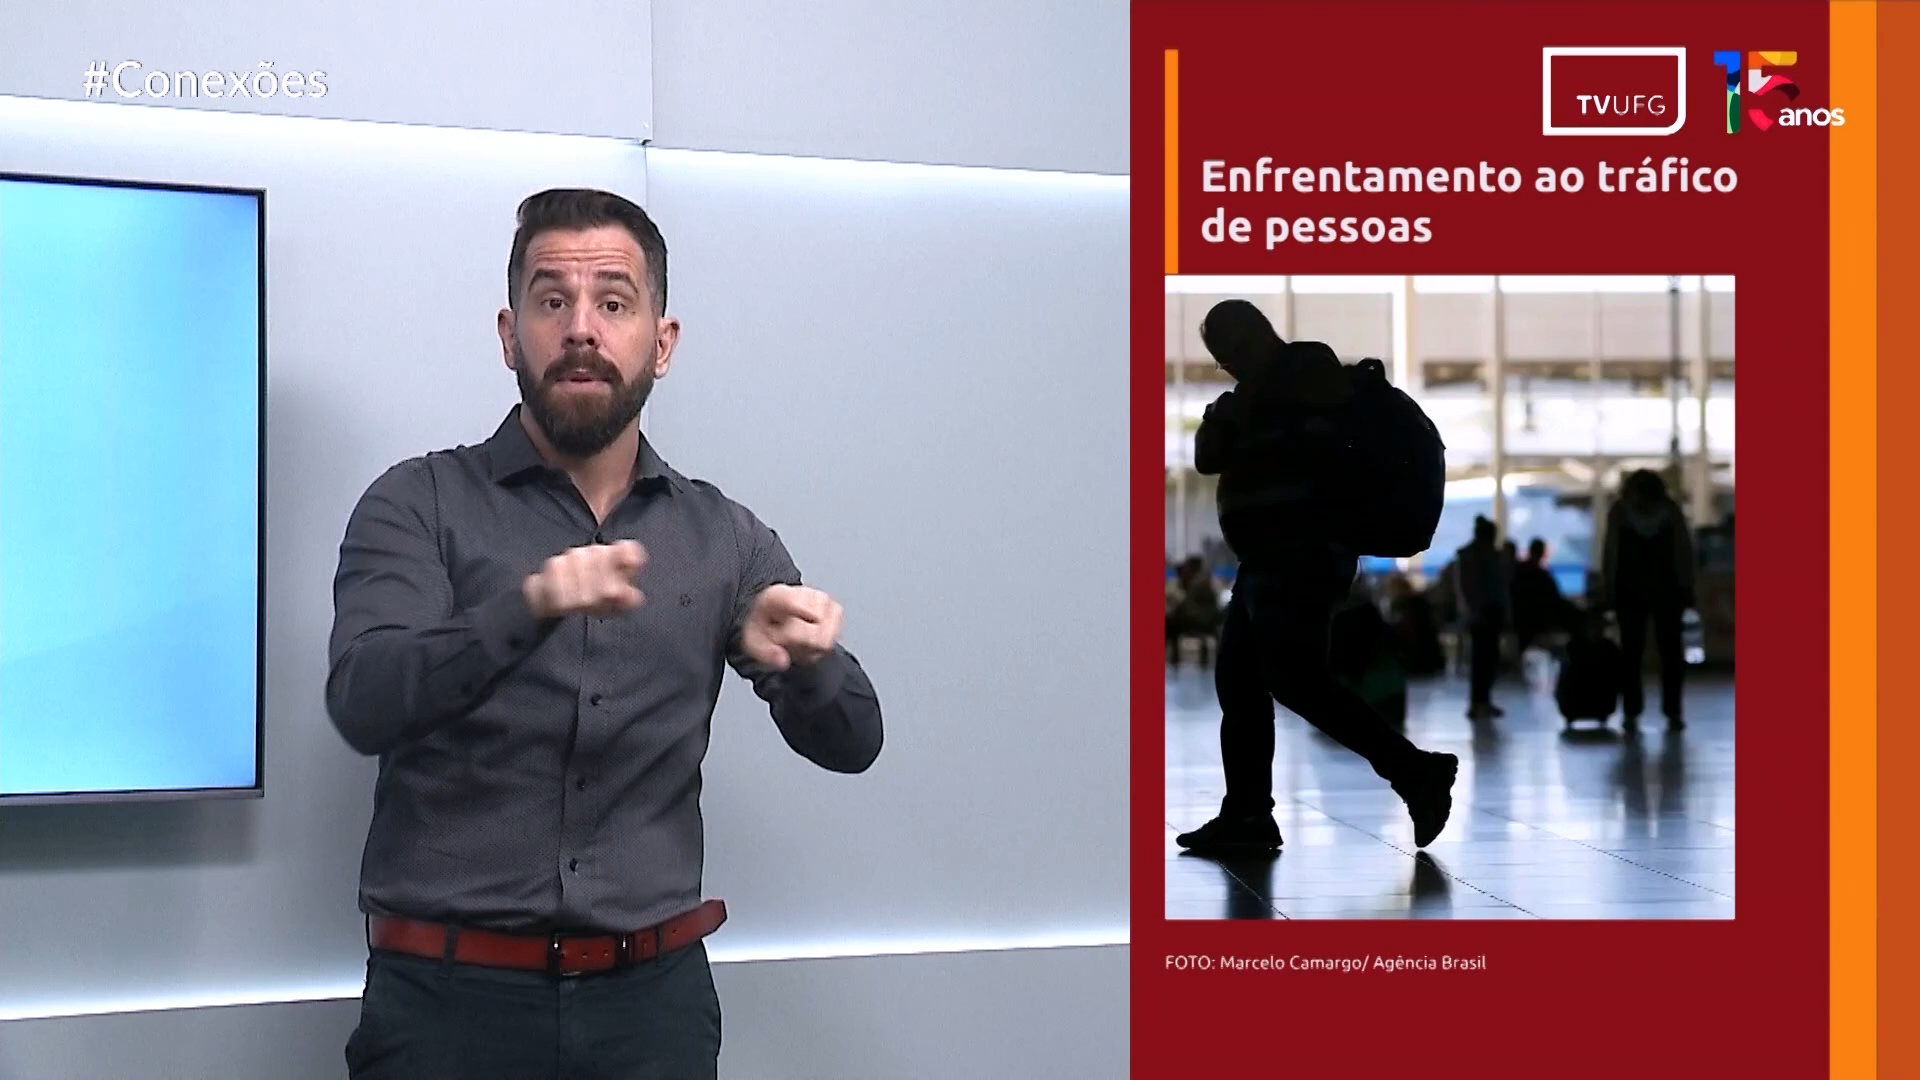 #Conexões
TVUFG
15 anos
Enfrentamento ao tráfico
de pessoas
FOTO: Marcelo Camargo/ Agência Brasil